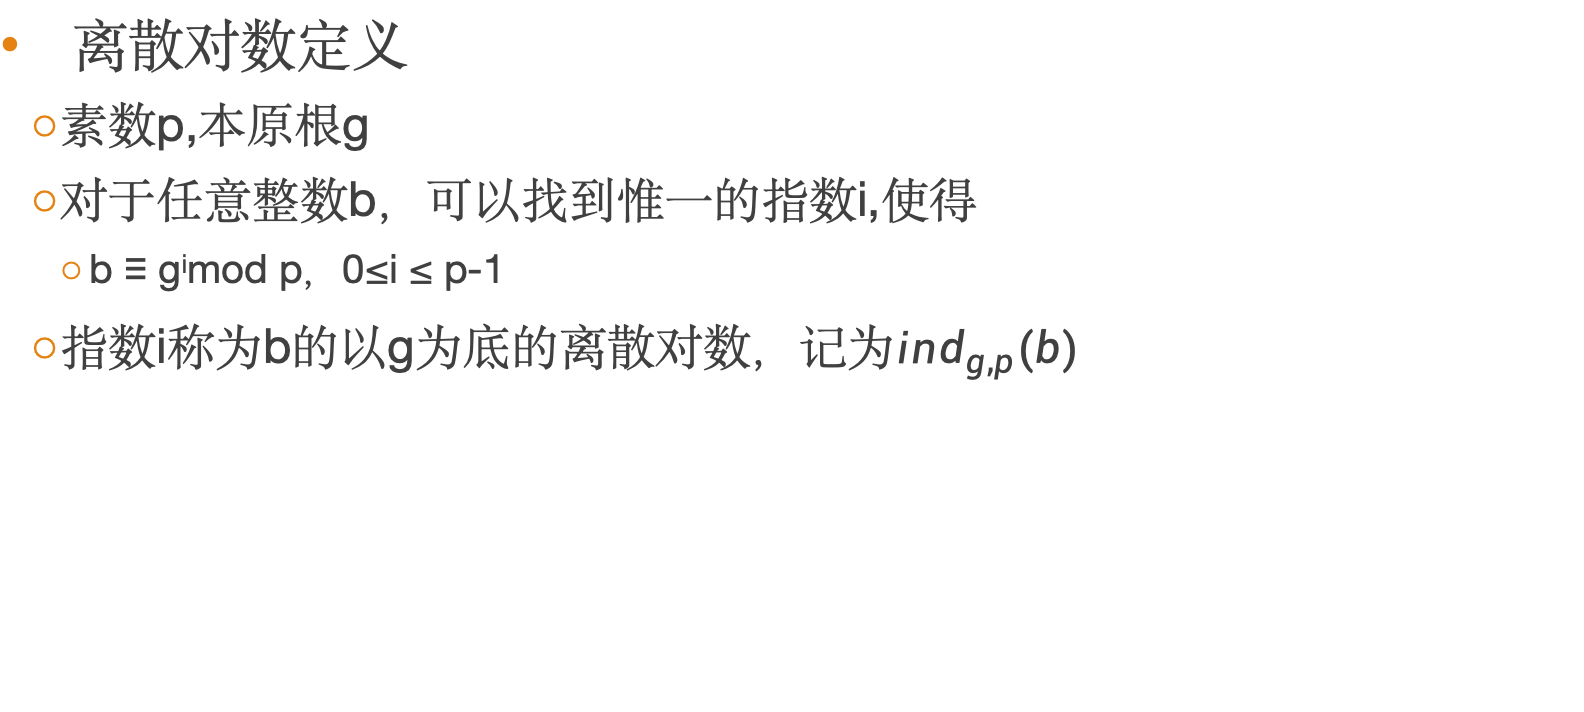 • 离散对数定义
○素数p,本原根g
○对于任意整数b，可以找到惟一的指数i,使得
○b ≡ gⁱmod p，0≦i ≦ p-1
○指数i称为b的以g为底的离散对数，记为ind_{g,p}(b)